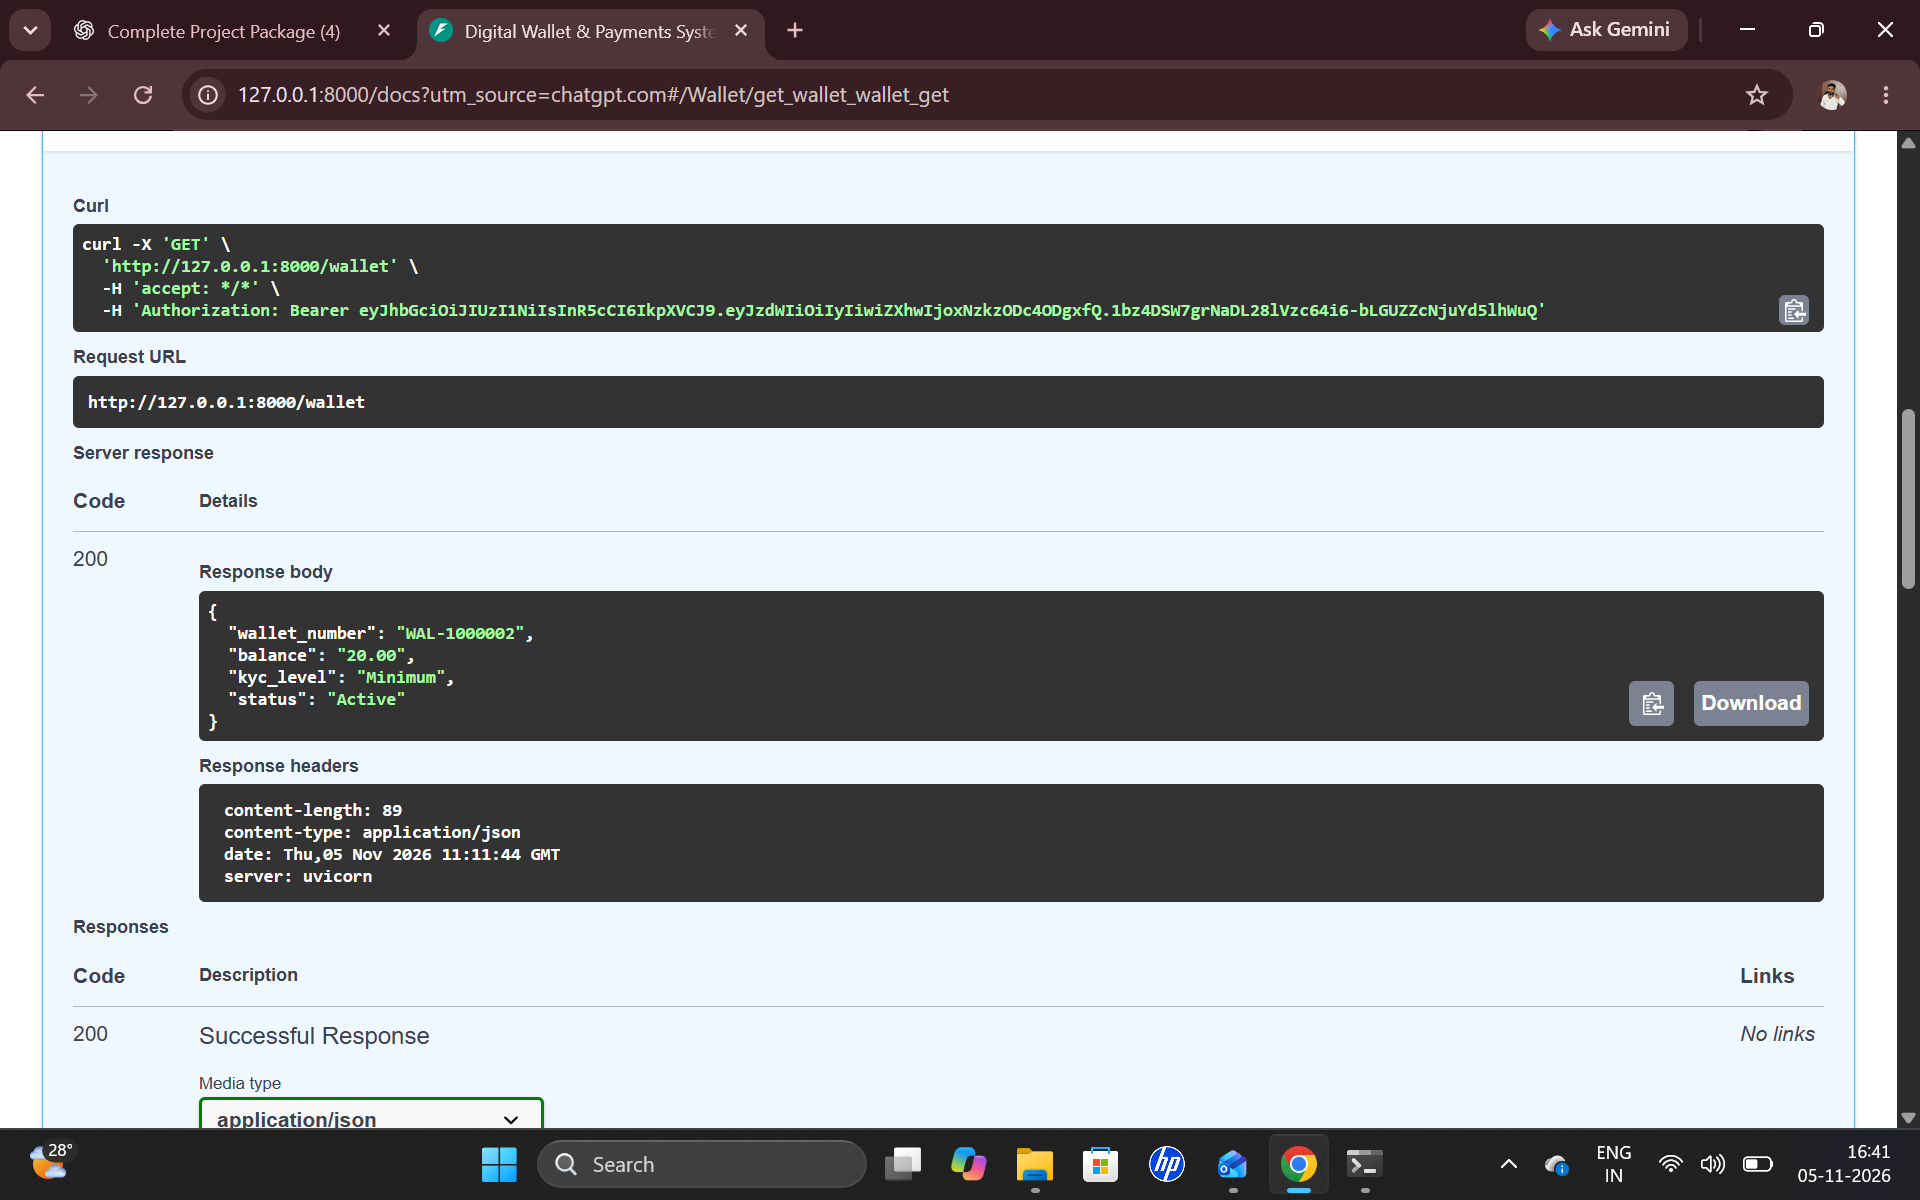 Complete Project Package (4)
Digital Wallet & Payments Syste
Ask Gemini
127.0.0.1:8000/docs?utm_source=chatgpt.com#/Wallet/get_wallet_wallet_get
Curl
curl -X 'GET' \
'http://127.0.0.1:8000/wallet' \
-H 'accept: */*' \
-H 'Authorization: Bearer eyJhbGciOiJIUzI1NiIsInR5cCI6IkpXVCJ9.eyJzdWIiOiIyIiwiZXhwIjoxNzkzODc4ODgxfQ.1bz4DSW7grNaDL28lVzc64i6-bLGUZZcNjuYd5lhWuQ'
Request URL
http://127.0.0.1:8000/wallet
Server response
Code Details
200
Response body
{
"wallet_number": "WAL-1000002",
"balance": "20.00",
"kyc_level": "Minimum",
"status": "Active"
}
Download
Response headers
content-length: 89
content-type: application/json
date: Thu,05 Nov 2026 11:11:44 GMT
server: uvicorn
Responses
Code Description Links
200 Successful Response No links
Media type
application/json
28°
Search
hp
ENG
IN
16:41
05-11-2026